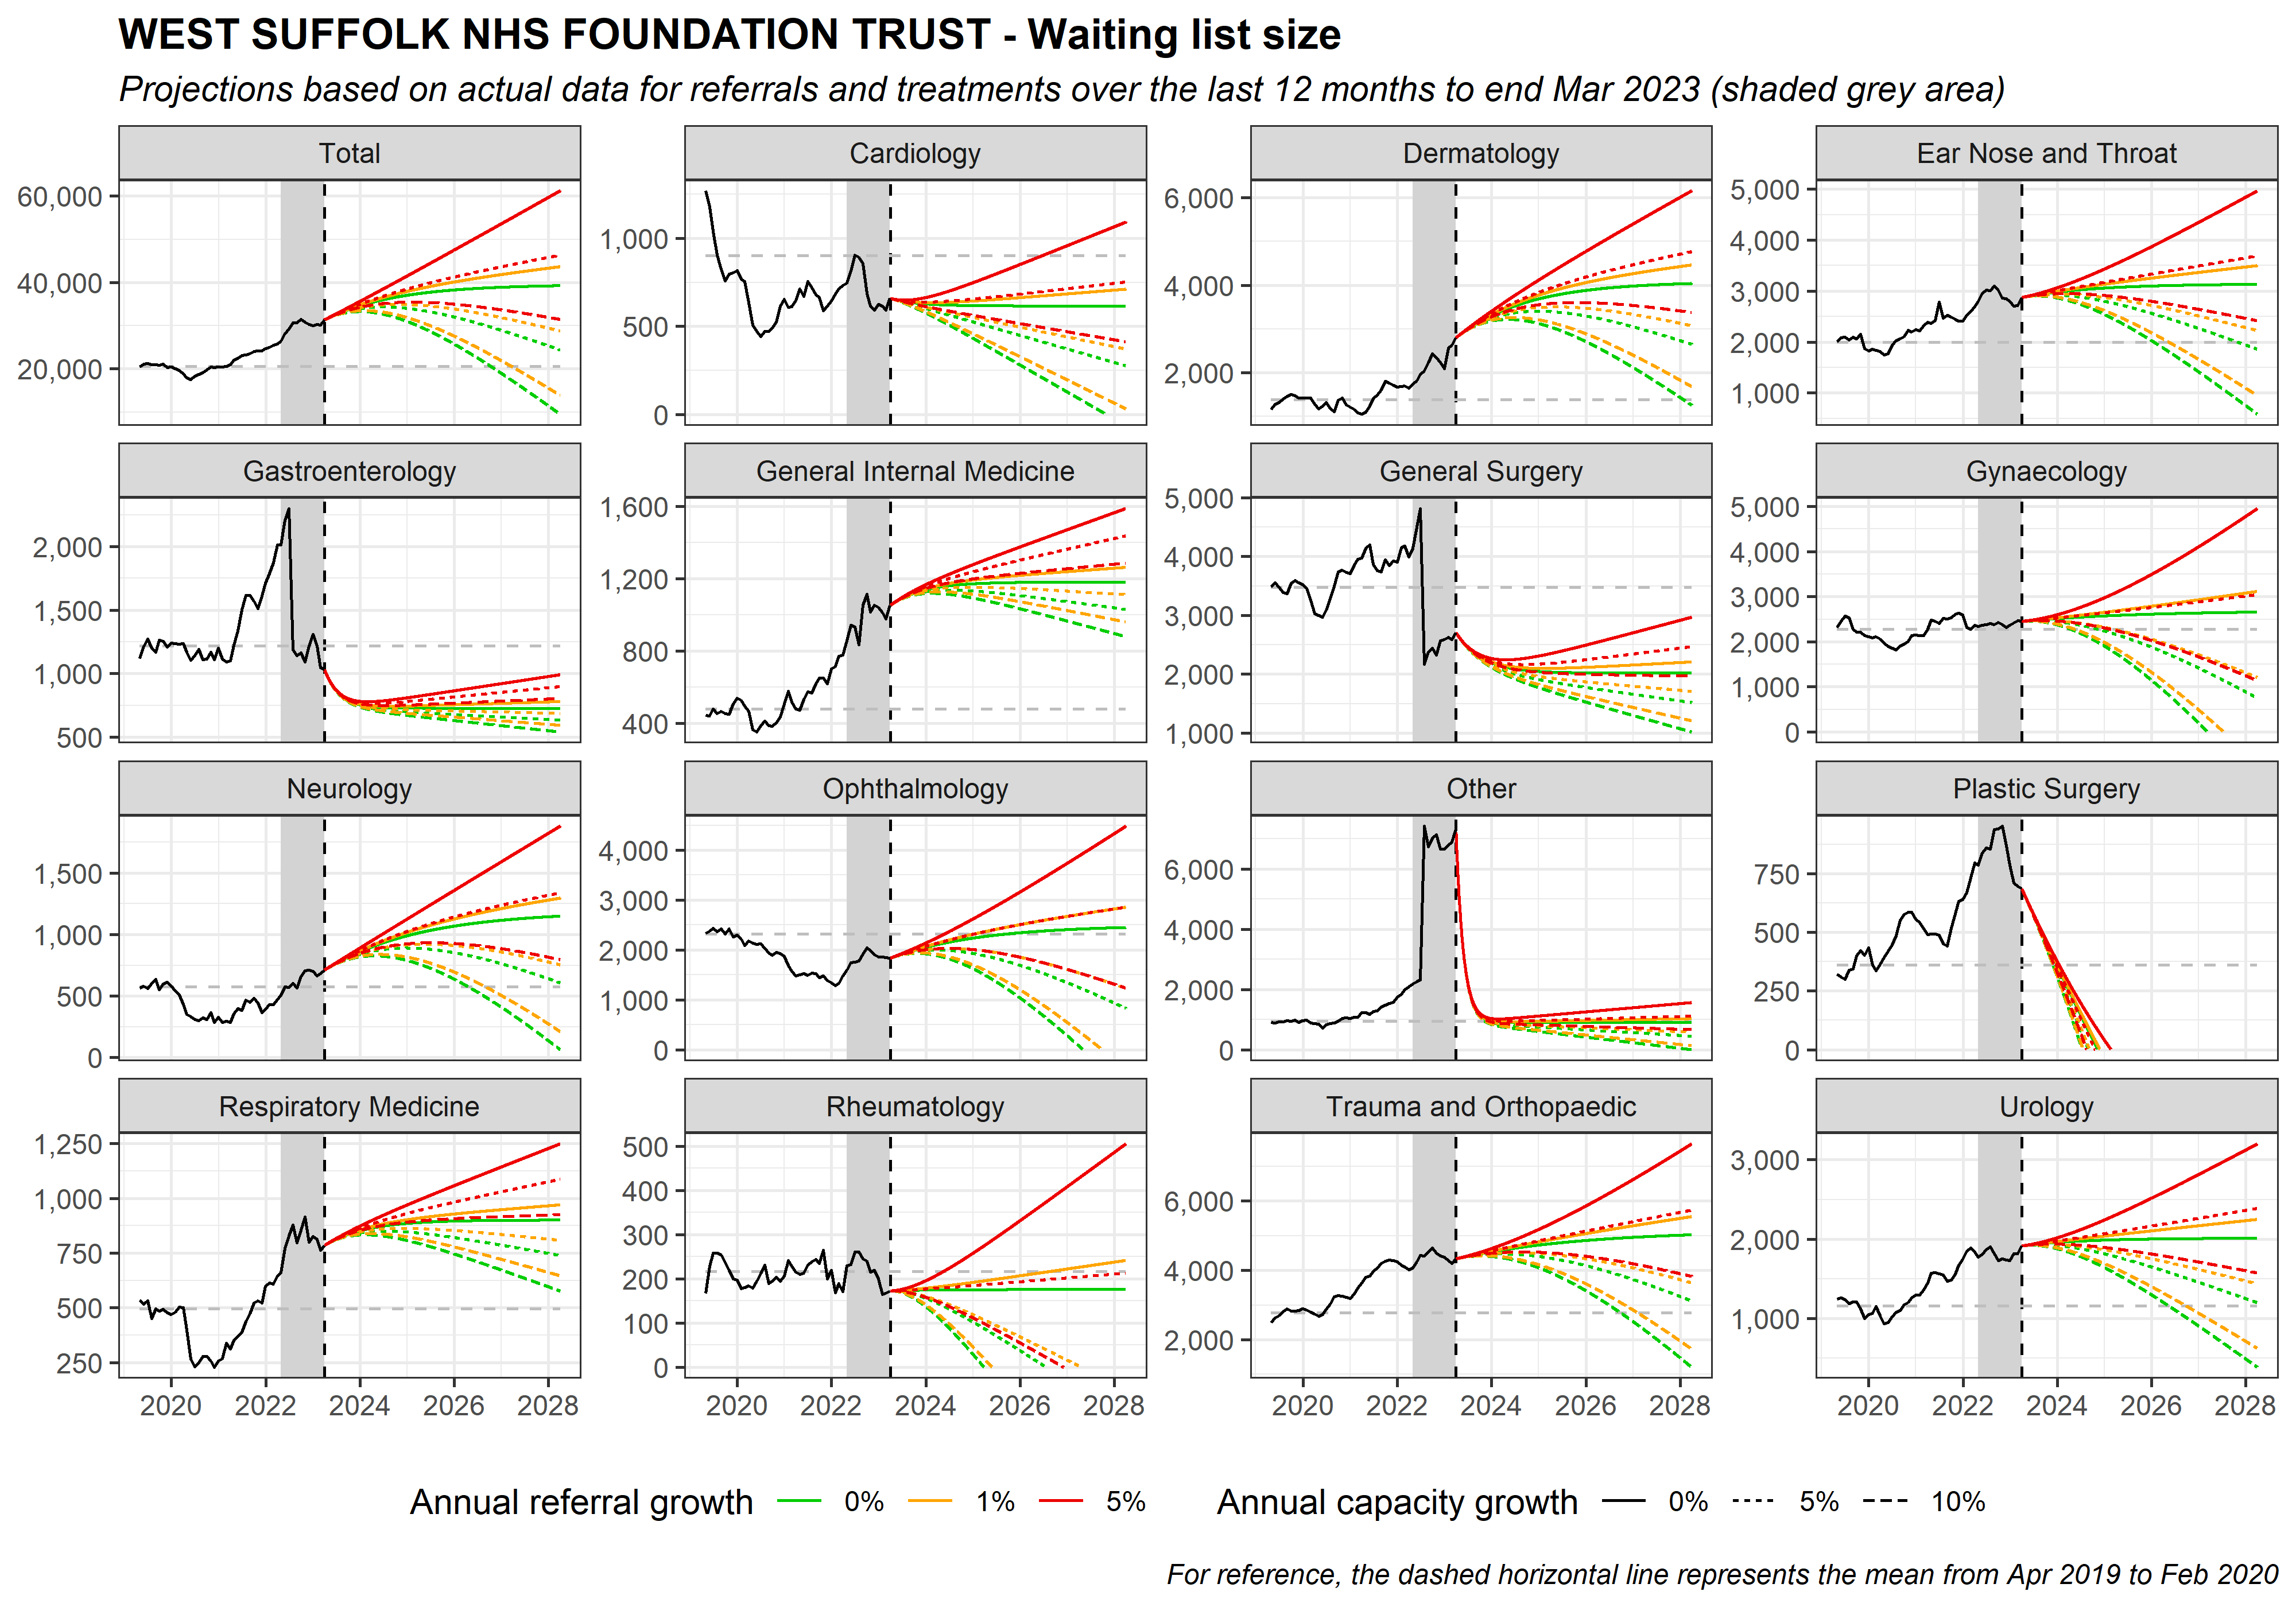 WEST SUFFOLK NHS FOUNDATION TRUST - Waiting list size
Projections based on actual data for referrals and treatments over the last 12 months to end Mar 2023 (shaded grey area)
Total
Cardiology
Dermatology
Ear Nose and Throat
60,000
40,000
20,000
1,000
500
0
6,000
4,000
2,000
5,000
4,000
3,000
2,000
1,000
Gastroenterology
General Internal Medicine
General Surgery
Gynaecology
2,000
1,500
1,000
500
1,600
1,200
800
400
5,000
4,000
3,000
2,000
1,000
5,000
4,000
3,000
2,000
1,000
0
Neurology
Ophthalmology
Other
Plastic Surgery
1,500
1,000
500
0
4,000
3,000
2,000
1,000
0
6,000
4,000
2,000
0
750
500
250
0
Respiratory Medicine
Rheumatology
Trauma and Orthopaedic
Urology
1,250
1,000
750
500
250
500
400
300
200
100
0
6,000
4,000
2,000
3,000
2,000
1,000
2020 2022 2024 2026 2028
2020 2022 2024 2026 2028
2020 2022 2024 2026 2028
2020 2022 2024 2026 2028
Annual referral growth 0% 1% 5%
Annual capacity growth 0% 5% 10%
For reference, the dashed horizontal line represents the mean from Apr 2019 to Feb 2020